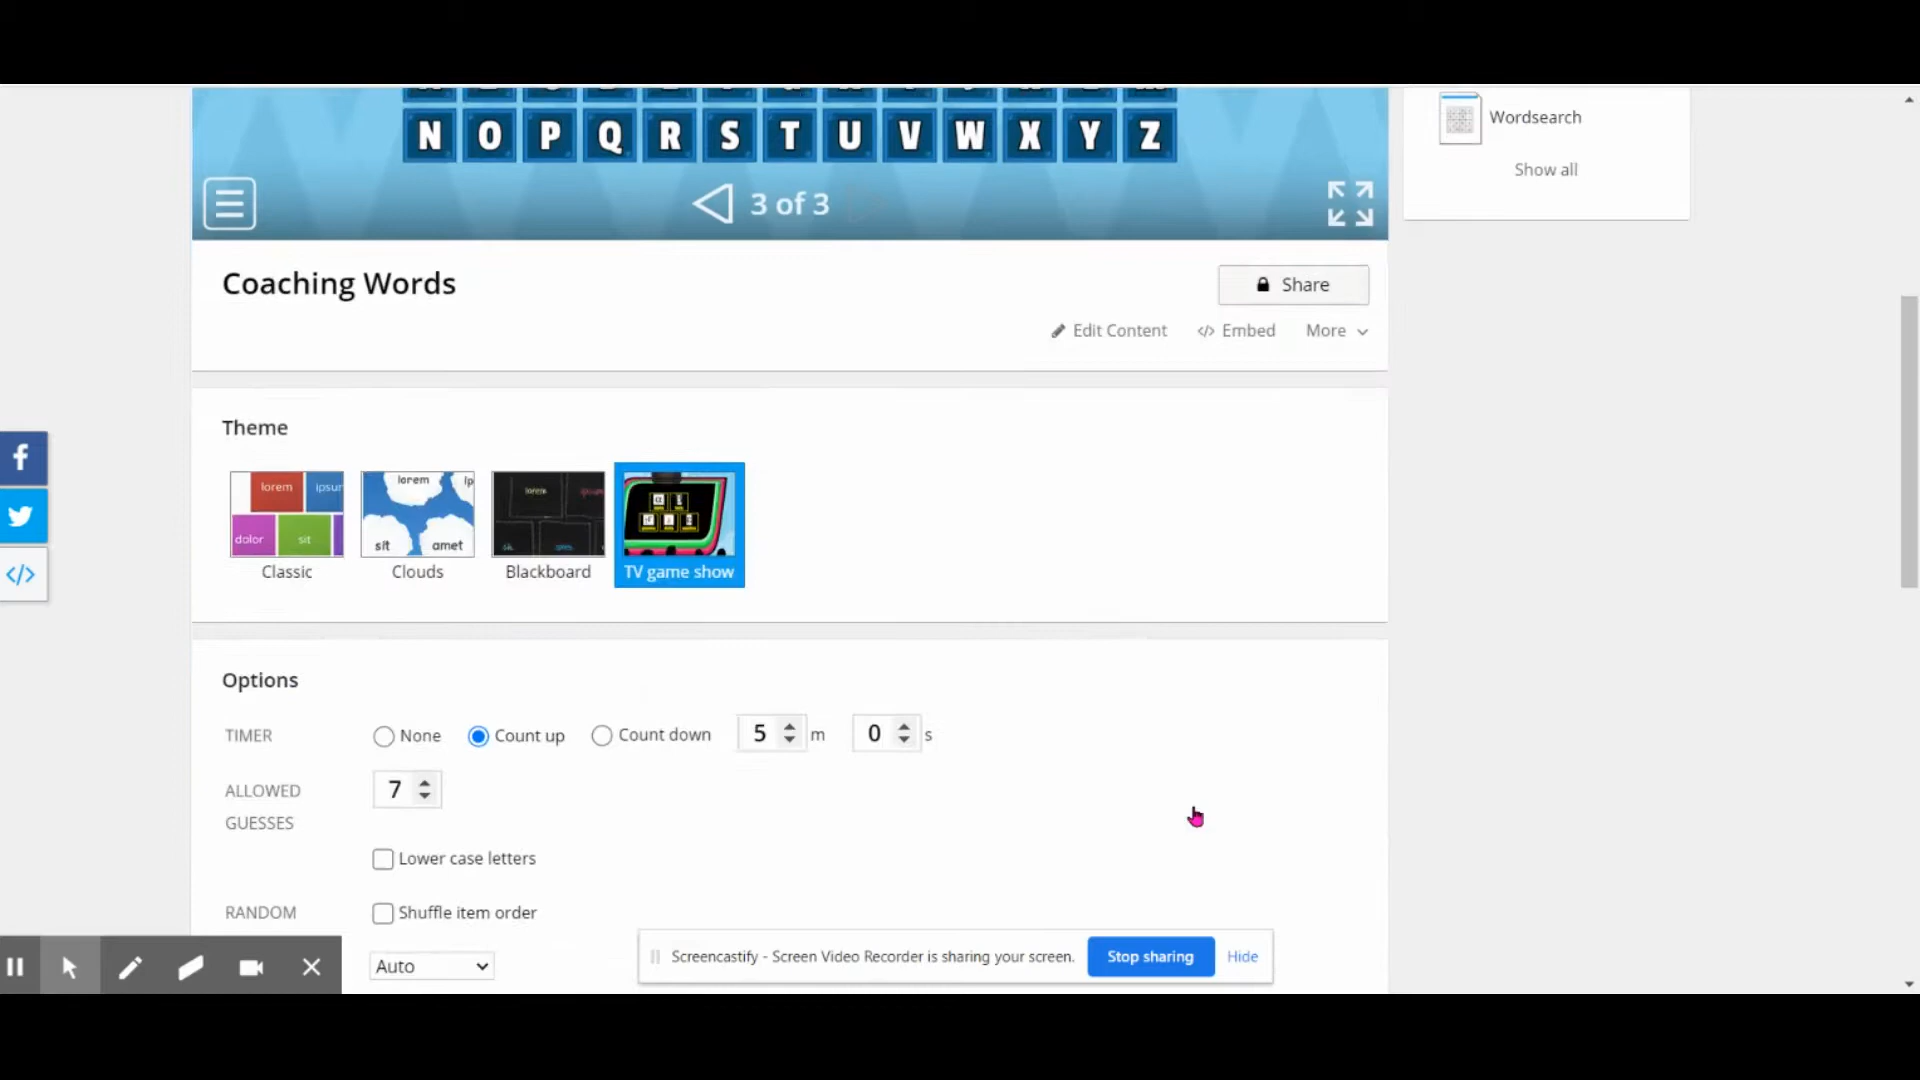 N O P Q R S T U V W X Y Z
3 of 3
Wordsearch
Show all
Coaching Words
Share
Edit Content </> Embed More
Theme
lorem ipsum
dolor sit
Classic
lorem ip
sit amet
Clouds
lorem ipsum
Blackboard
TV game show
f
</>
Options
TIMER None Count up Count down 5 m 0 s
ALLOWED 7
GUESSES
Lower case letters
RANDOM Shuffle item order
Auto
Screencastify - Screen Video Recorder is sharing your screen. Stop sharing Hide